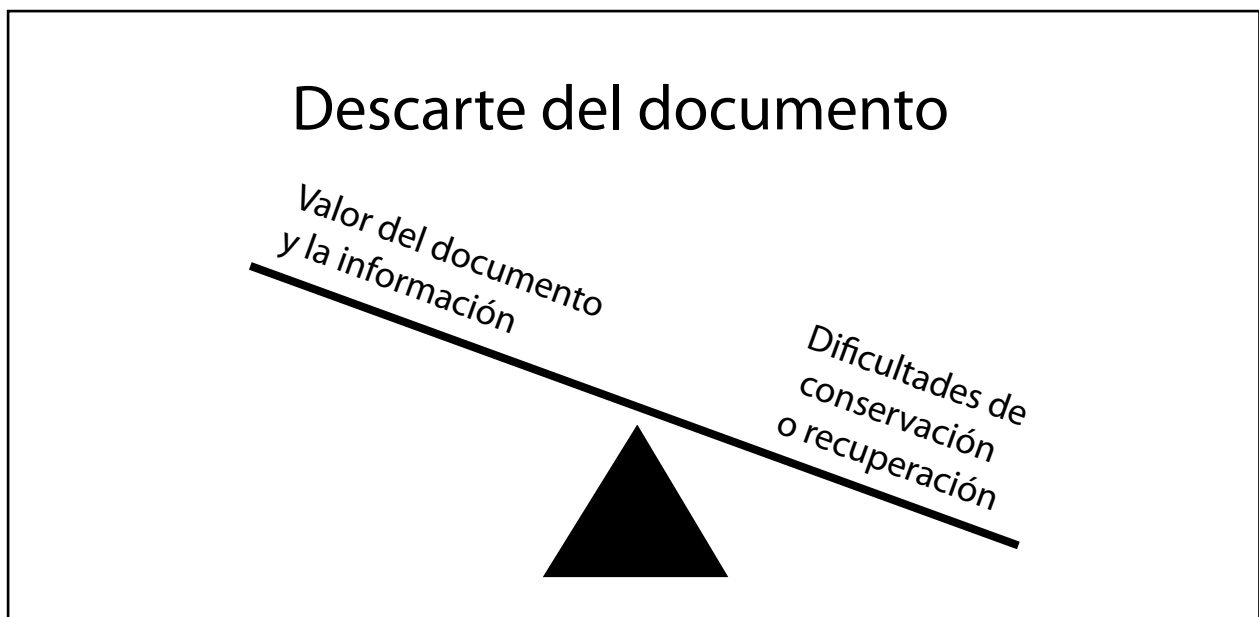 Descarte del documento
Valor del documento
y la información
Dificultades de
conservación
o recuperación